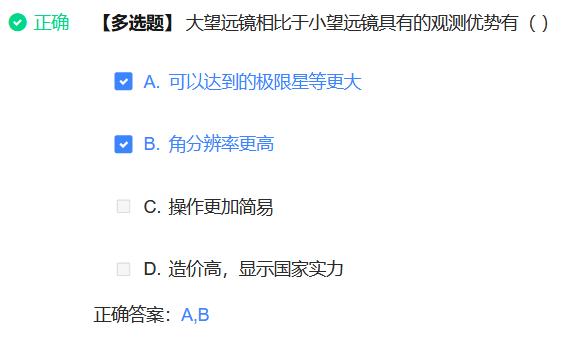 正确 【多选题】 大望远镜相比于小望远镜具有的观测优势有（ ）
A. 可以达到的极限星等更大
B. 角分辨率更高
C. 操作更加简易
D. 造价高，显示国家实力
正确答案：A,B